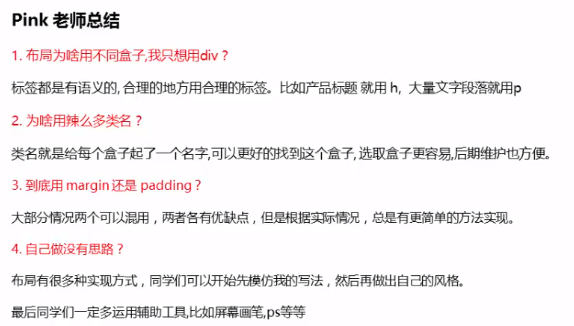 Pink 老师总结
1. 布局为啥用不同盒子,我只想用div？
标签都是有语义的, 合理的地方用合理的标签。比如产品标题 就用 h, 大量文字段落就用p
2. 为啥用辣么多类名？
类名就是给每个盒子起了一个名字,可以更好的找到这个盒子, 选取盒子更容易,后期维护也方便。
3. 到底用 margin 还是 padding？
大部分情况两个可以混用，两者各有优缺点，但是根据实际情况，总是有更简单的方法实现。
4. 自己做没有思路？
布局有很多种实现方式，同学们可以开始先模仿我的写法，然后再做出自己的风格。
最后同学们一定多运用辅助工具,比如屏幕画笔,ps等等